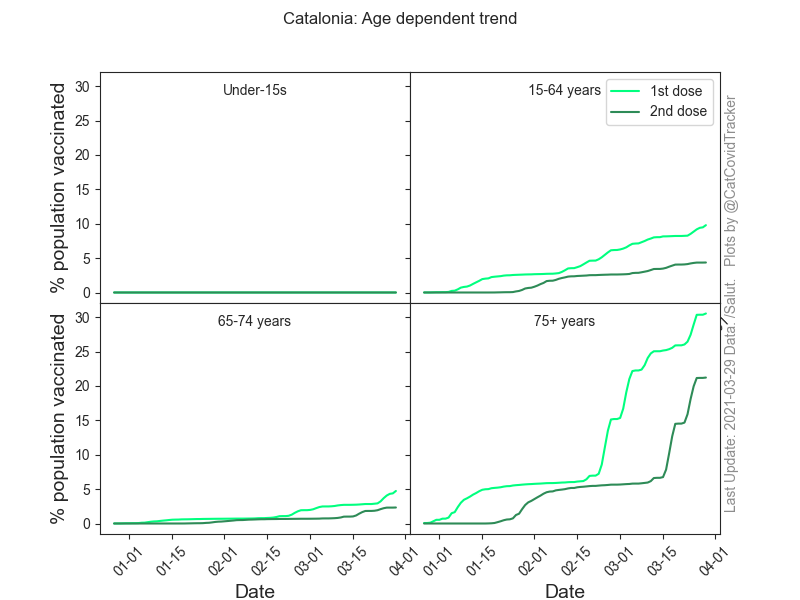 Catalonia: Age dependent trend
Under-15s
15-64 years
1st dose
2nd dose
% population vaccinated
30
25
20
15
10
5
0
65-74 years
75+ years
% population vaccinated
30
25
20
15
10
5
0
01-01
01-15
02-01
02-15
03-01
03-15
04-01
01-01
01-15
02-01
02-15
03-01
03-15
04-01
Date
Date
Last Update: 2021-03-29 Data: /Salut. Plots by @CatCovidTracker